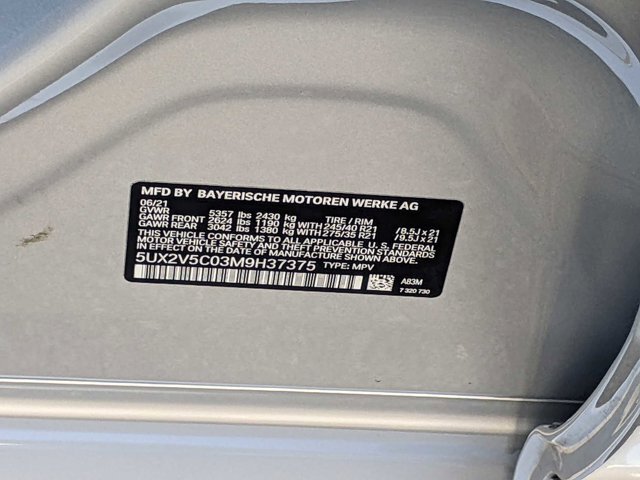 MFD BY BAYERISCHE MOTOREN WERKE AG
06/21
GVWR 5357 lbs 2430 kg TIRE / RIM
GAWR FRONT 2624 lbs 1190 kg WITH 245/40 R21 /8.5J x 21
GAWR REAR 3042 lbs 1380 kg WITH 275/35 R21 /9.5J x 21
THIS VEHICLE CONFORMS TO ALL APPLICABLE U.S. FEDERAL
MOTOR VEHICLE SAFETY AND THEFT PREVENTION STANDARDS
IN EFFECT ON THE DATE OF MANUFACTURE SHOWN ABOVE.
5UX2V5C03M9H37375 TYPE: MPV
A83M
7 320 730